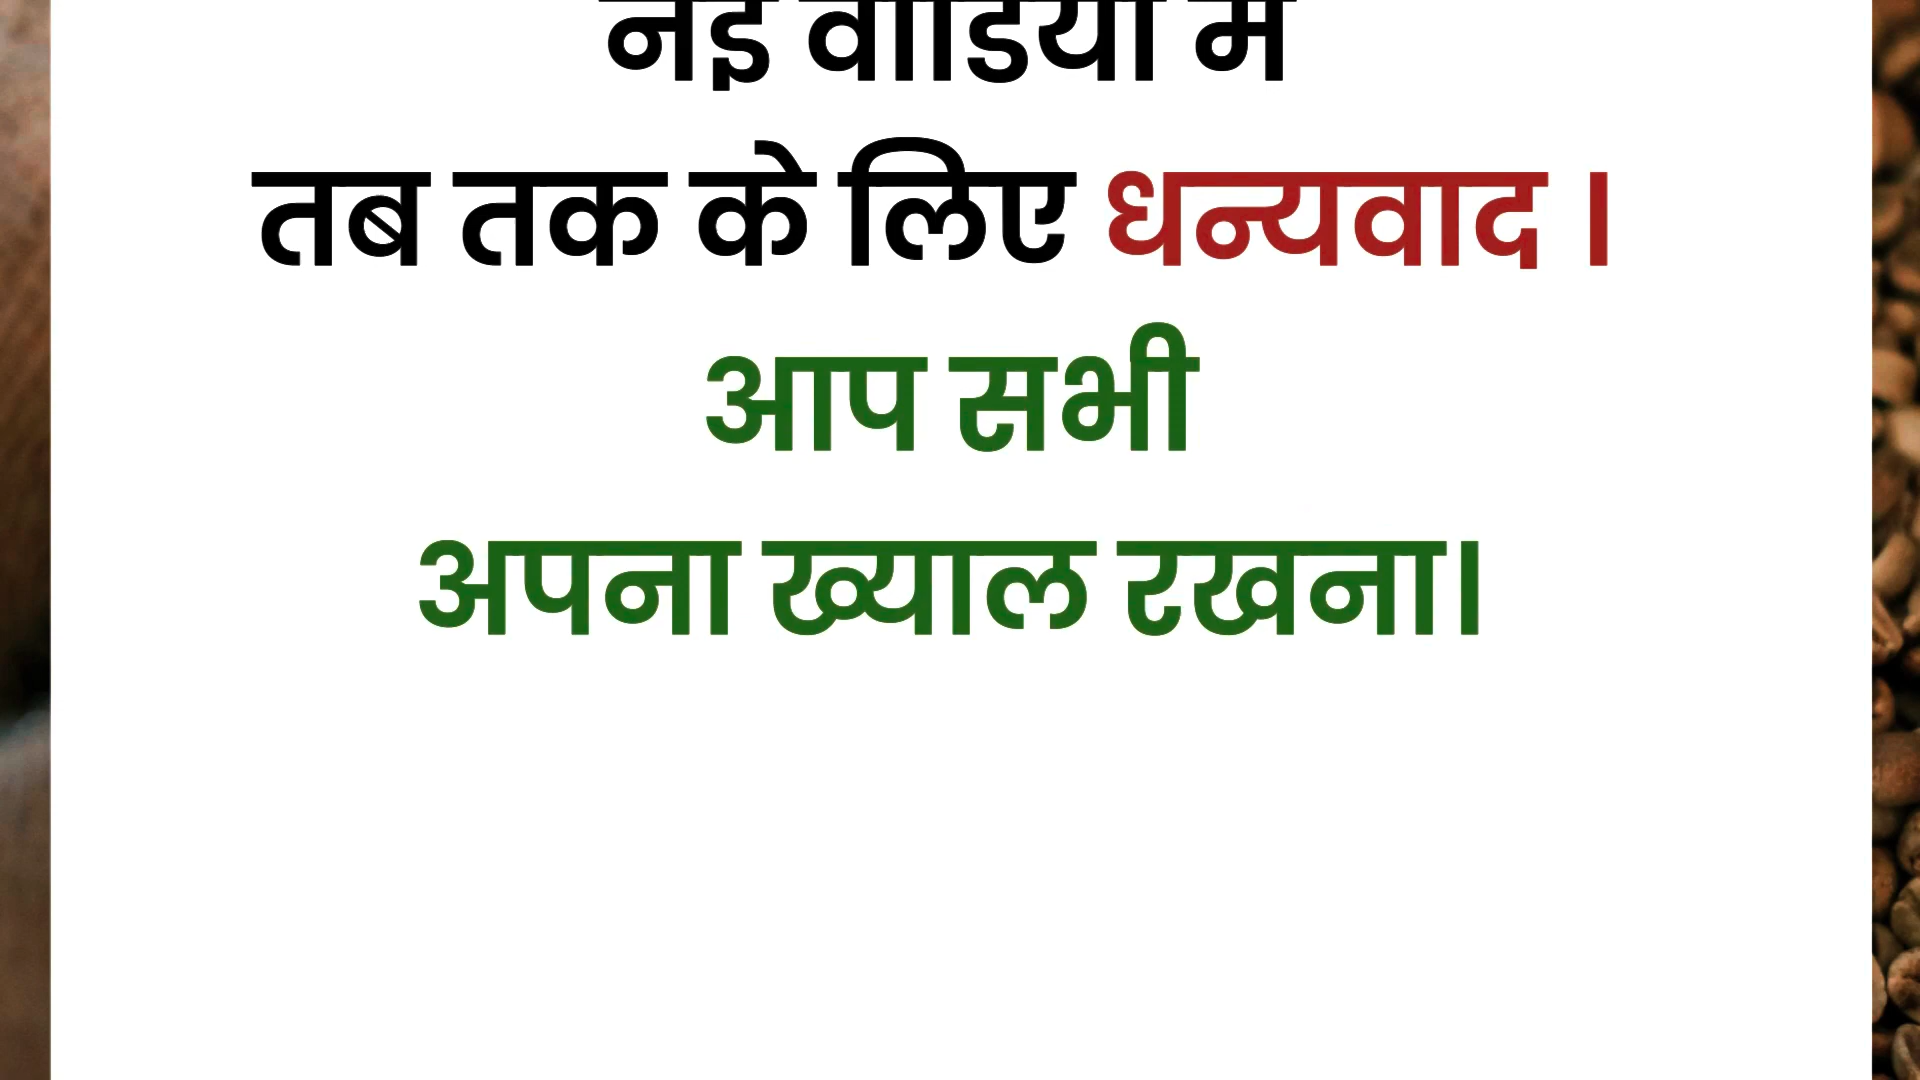 तब तक के लिए धन्यवाद ।
आप सभी
अपना ख्याल रखना।